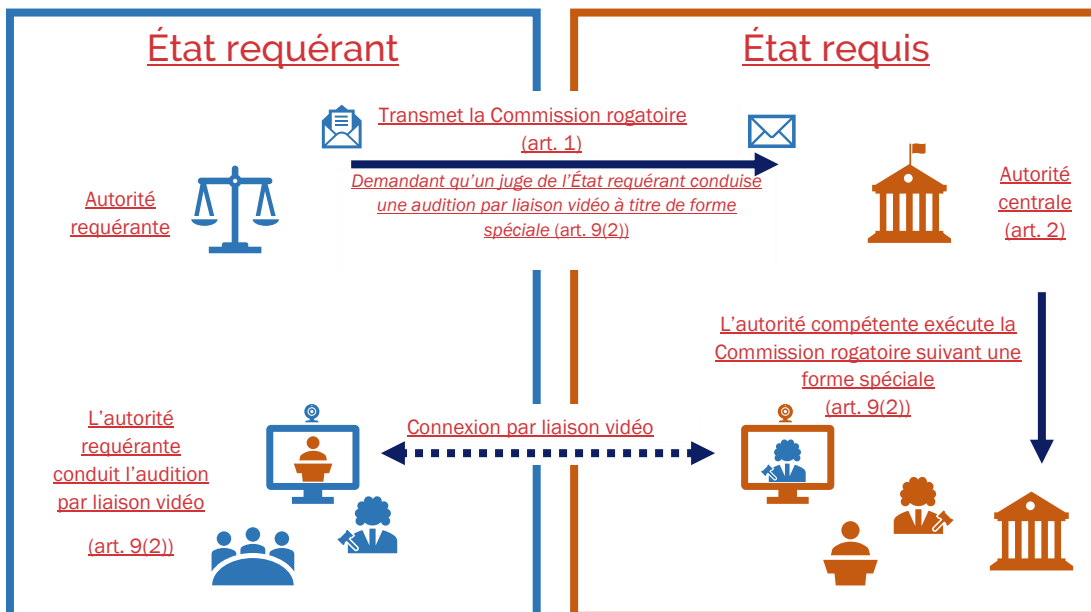 État requérant
État requis
Transmet la Commission rogatoire
(art. 1)
Demandant qu'un juge de l'État requérant conduise
une audition par liaison vidéo à titre de forme
spéciale (art. 9(2))
Autorité
requérante
Autorité
centrale
(art. 2)
L'autorité compétente exécute la
Commission rogatoire suivant une
forme spéciale
(art. 9(2))
L'autorité
requérante
conduit l'audition
par liaison vidéo
(art. 9(2))
Connexion par liaison vidéo